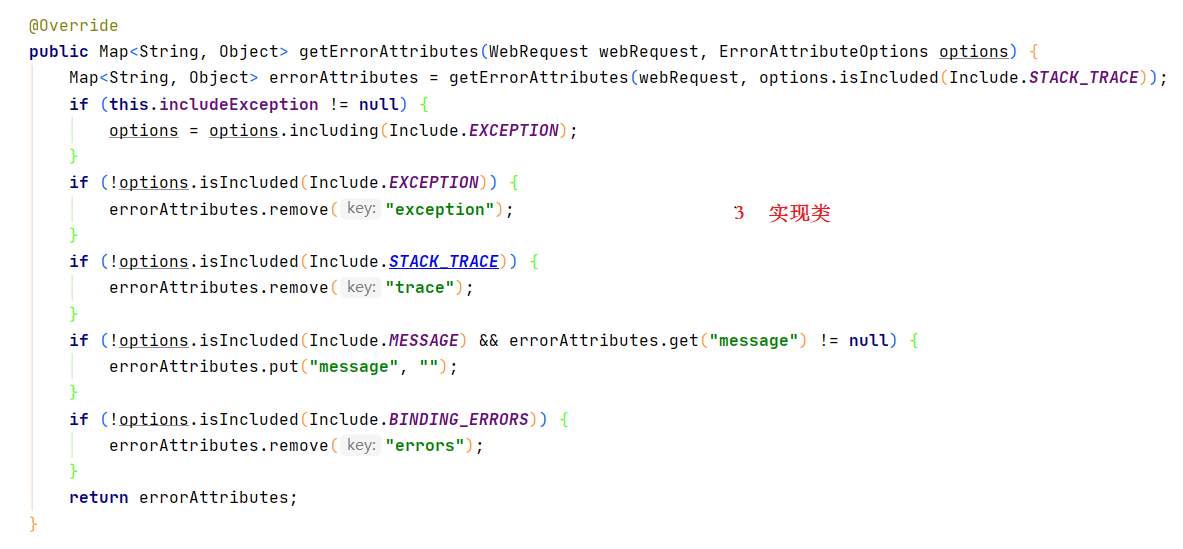 @Override
public Map<String, Object> getErrorAttributes(WebRequest webRequest, ErrorAttributeOptions options) {
    Map<String, Object> errorAttributes = getErrorAttributes(webRequest, options.isIncluded(Include.STACK_TRACE));
    if (this.includeException != null) {
        options = options.including(Include.EXCEPTION);
    }
    if (!options.isIncluded(Include.EXCEPTION)) {
        errorAttributes.remove( key: "exception");
3 实现类
    }
    if (!options.isIncluded(Include.STACK_TRACE)) {
        errorAttributes.remove( key: "trace");
    }
    if (!options.isIncluded(Include.MESSAGE) && errorAttributes.get("message") != null) {
        errorAttributes.put("message", "");
    }
    if (!options.isIncluded(Include.BINDING_ERRORS)) {
        errorAttributes.remove( key: "errors");
    }
    return errorAttributes;
}